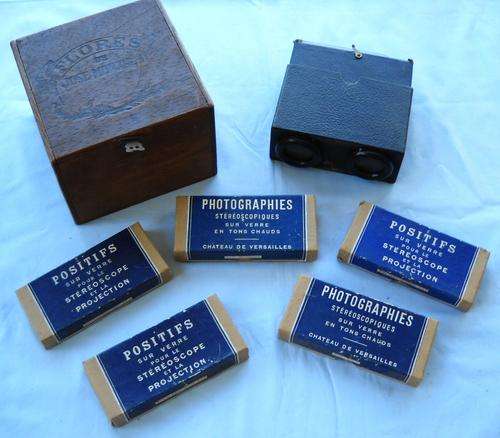 PHOTOGRAPHIES
STÉRÉOSCOPIQUES
SUR VERRE
EN TONS CHAUDS
CHATEAU DE VERSAILLES
POSITIFS
SUR VERRE
POUR LE
STÉRÉOSCOPE
ET LA
PROJECTION
POSITIFS
SUR VERRE
POUR LE
STÉRÉOSCOPE
ET LA
PROJECTION
POSITIFS
SUR VERRE
POUR LE
STÉRÉOSCOPE
ET LA
PROJECTION
PHOTOGRAPHIES
STÉRÉOSCOPIQUES
SUR VERRE
EN TONS CHAUDS
CHATEAU DE VERSAILLES